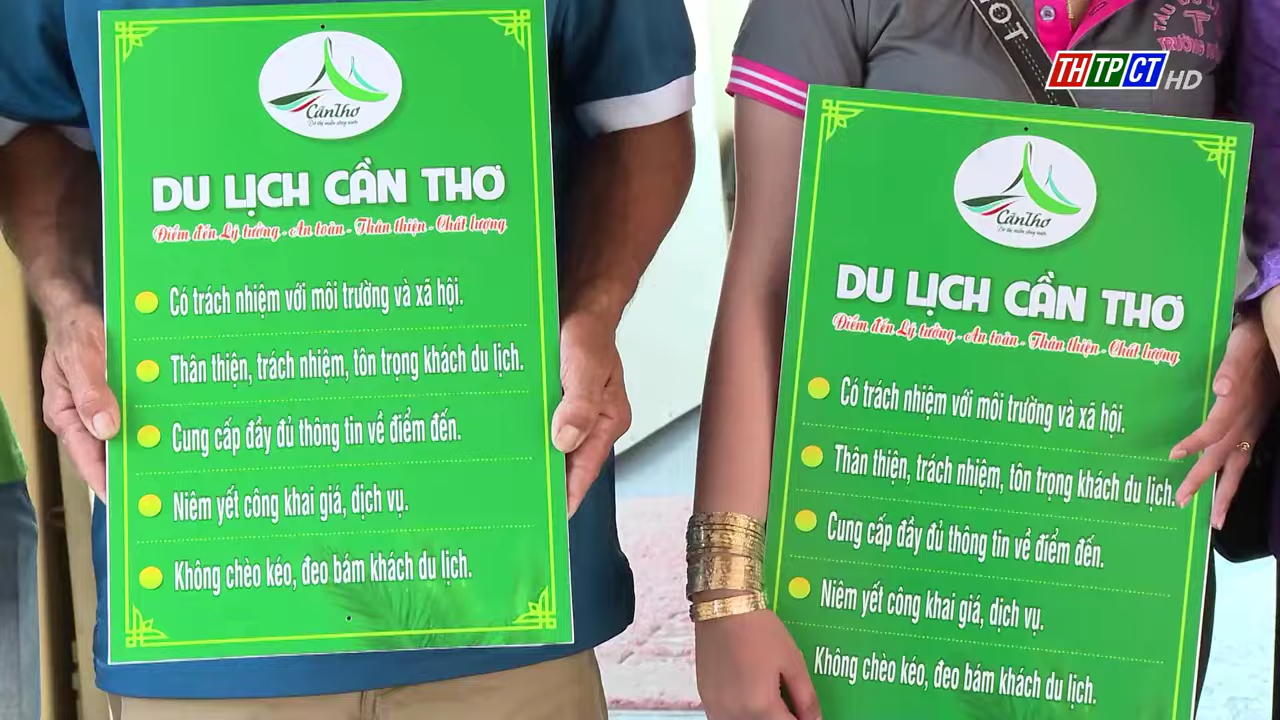 CầnThơ
DU LỊCH CẦN THƠ
Điểm đến Lý tưởng - An toàn - Thân thiện - Chất lượng
Có trách nhiệm với môi trường và xã hội.
Thân thiện, trách nhiệm, tôn trọng khách du lịch.
Cung cấp đầy đủ thông tin về điểm đến.
Niêm yết công khai giá, dịch vụ.
Không chèo kéo, đeo bám khách du lịch.
THTPCT HD
CầnThơ
DU LỊCH CẦN THƠ
Điểm đến Lý tưởng - An toàn - Thân thiện - Chất lượng
Có trách nhiệm với môi trường và xã hội.
Thân thiện, trách nhiệm, tôn trọng khách du lịch.
Cung cấp đầy đủ thông tin về điểm đến.
Niêm yết công khai giá, dịch vụ.
Không chèo kéo, đeo bám khách du lịch.